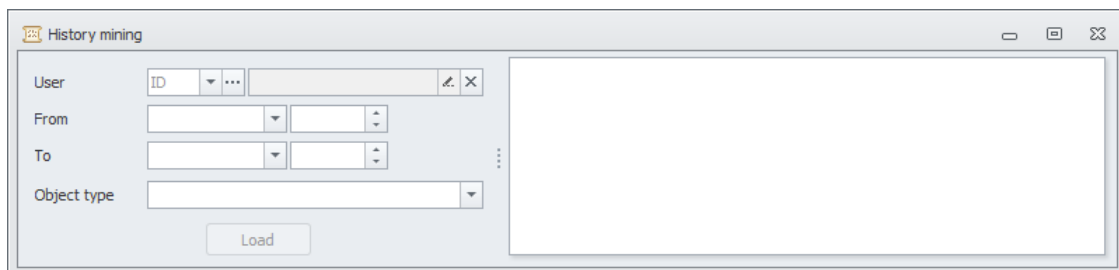 History mining
User ID
From
To
Object type
Load